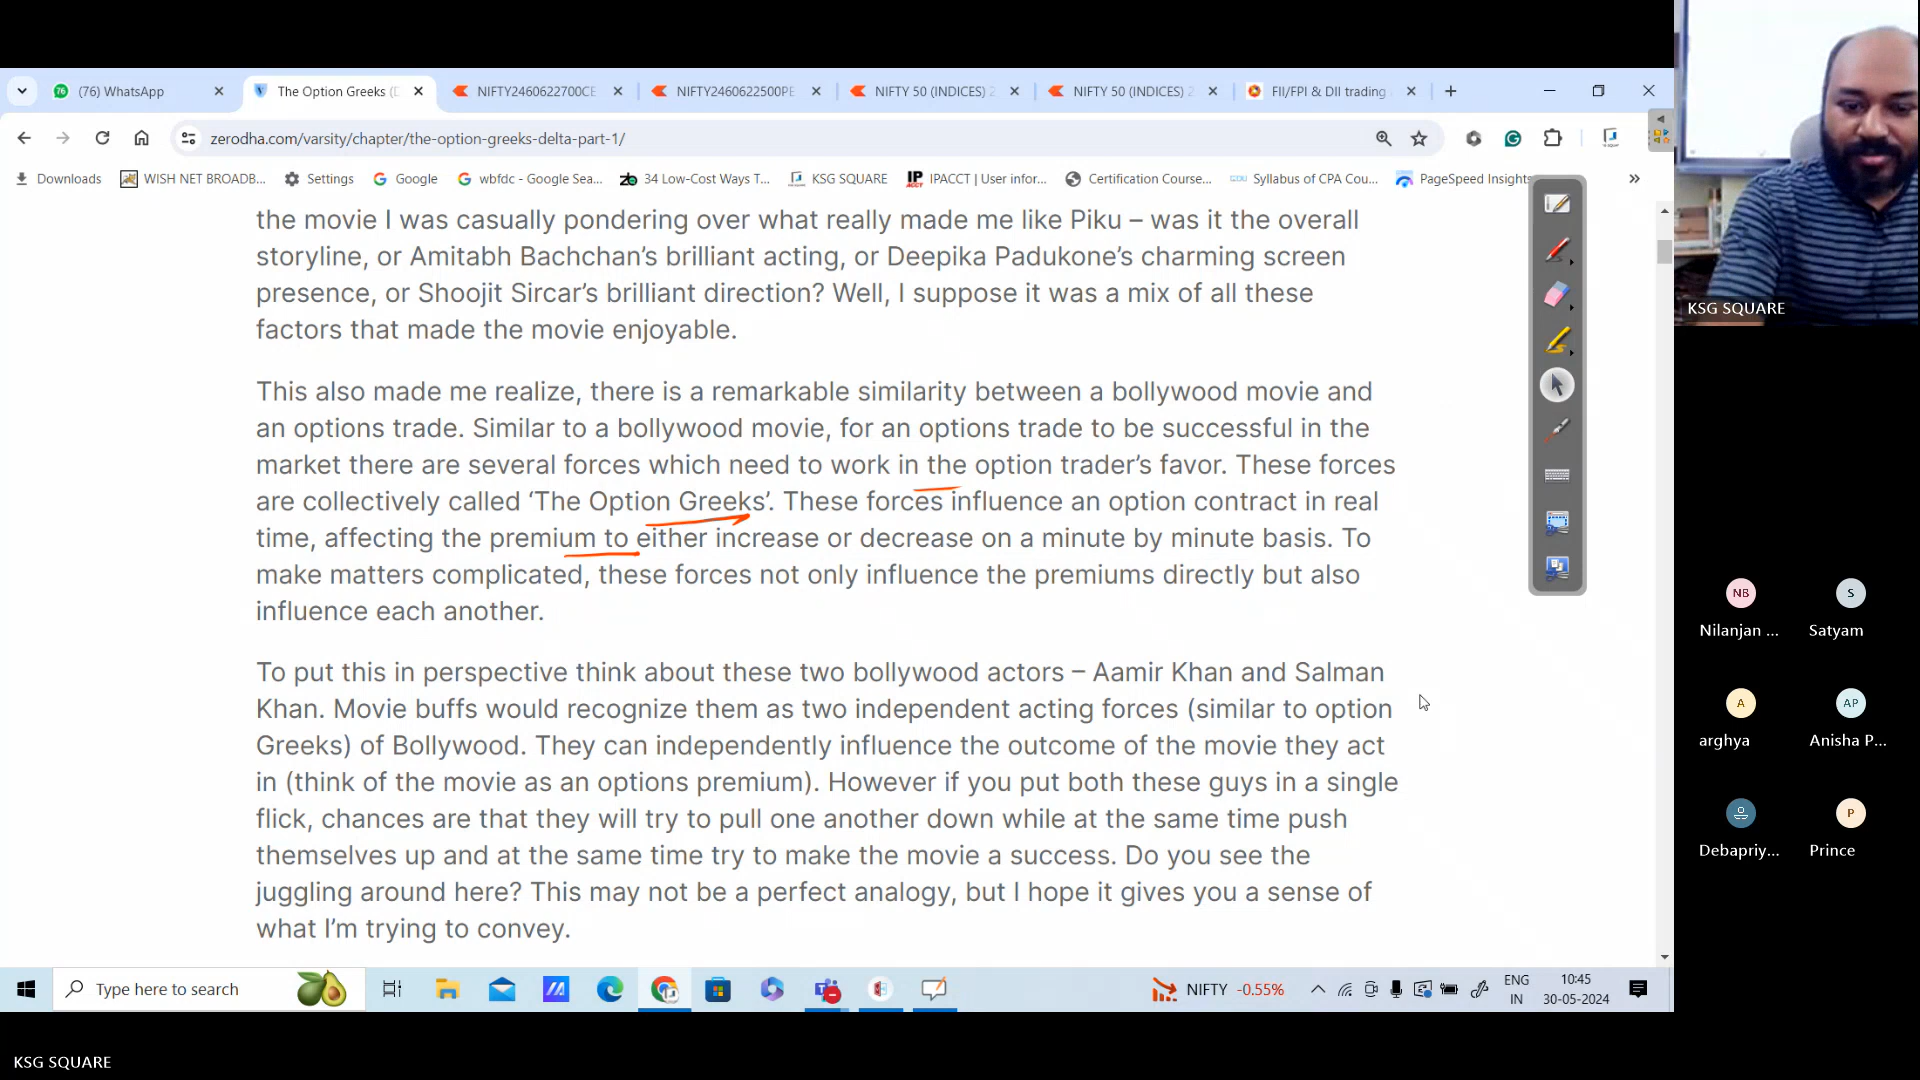 (76) WhatsApp
The Option Greeks (D
NIFTY2460622700CE
NIFTY2460622500PE
NIFTY 50 (INDICES) 2
NIFTY 50 (INDICES) 2
FII/FPI & DII trading
zerodha.com/varsity/chapter/the-option-greeks-delta-part-1/
Downloads
WISH NET BROADB...
Settings
Google
wbfdc - Google Sea...
34 Low-Cost Ways T...
KSG SQUARE
IPACCT | User infor...
Certification Course...
Syllabus of CPA Cou...
PageSpeed Insights
the movie I was casually pondering over what really made me like Piku – was it the overall
storyline, or Amitabh Bachchan’s brilliant acting, or Deepika Padukone’s charming screen
presence, or Shoojit Sircar’s brilliant direction? Well, I suppose it was a mix of all these
factors that made the movie enjoyable.
This also made me realize, there is a remarkable similarity between a bollywood movie and
an options trade. Similar to a bollywood movie, for an options trade to be successful in the
market there are several forces which need to work in the option trader’s favor. These forces
are collectively called ‘The Option Greeks’. These forces influence an option contract in real
time, affecting the premium to either increase or decrease on a minute by minute basis. To
make matters complicated, these forces not only influence the premiums directly but also
influence each another.
To put this in perspective think about these two bollywood actors – Aamir Khan and Salman
Khan. Movie buffs would recognize them as two independent acting forces (similar to option
Greeks) of Bollywood. They can independently influence the outcome of the movie they act
in (think of the movie as an options premium). However if you put both these guys in a single
flick, chances are that they will try to pull one another down while at the same time push
themselves up and at the same time try to make the movie a success. Do you see the
juggling around here? This may not be a perfect analogy, but I hope it gives you a sense of
what I’m trying to convey.
KSG SQUARE
NB
S
Nilanjan ...
Satyam
A
AP
arghya
Anisha P...
P
Debapriy...
Prince
Type here to search
NIFTY -0.55%
ENG
IN
10:45
30-05-2024
KSG SQUARE